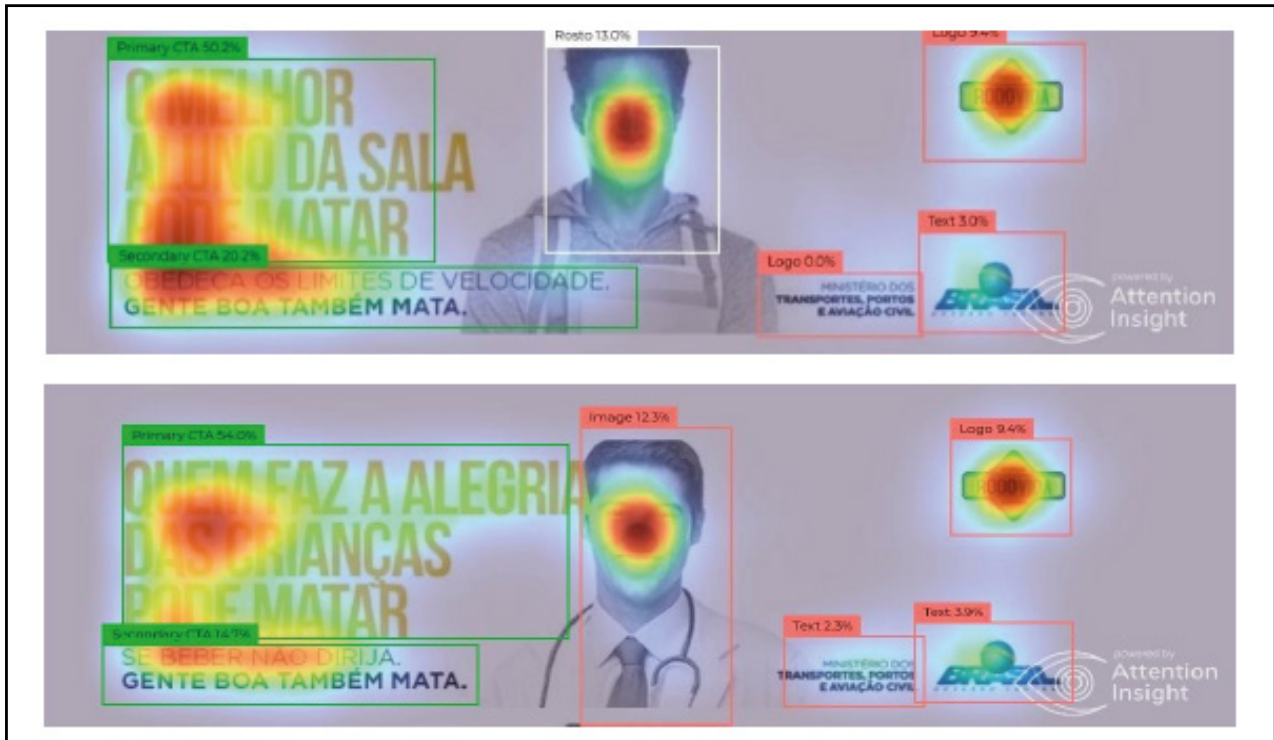 Primary CTA 50.2%
O MELHOR
ALUNO DA SALA
PODE MATAR
Secondary CTA 20.2%
OBEDEÇA OS LIMITES DE VELOCIDADE.
GENTE BOA TAMBÉM MATA.
Rosto 13.0%
Logo 9.4%
RODOVIDA
Logo 0.0%
MINISTÉRIO DOS
TRANSPORTES, PORTOS
E AVIAÇÃO CIVIL
Text 3.0%
BRASIL
powered by
Attention
Insight
Primary CTA 54.0%
QUEM FAZ A ALEGRIA
DAS CRIANÇAS
PODE MATAR
Secondary CTA 14.7%
SE BEBER NÃO DIRIJA.
GENTE BOA TAMBÉM MATA.
Image 12.3%
Logo 9.4%
RODOVIDA
Text 2.3%
MINISTÉRIO DOS
TRANSPORTES, PORTOS
E AVIAÇÃO CIVIL
Text 3.9%
BRASIL
powered by
Attention
Insight